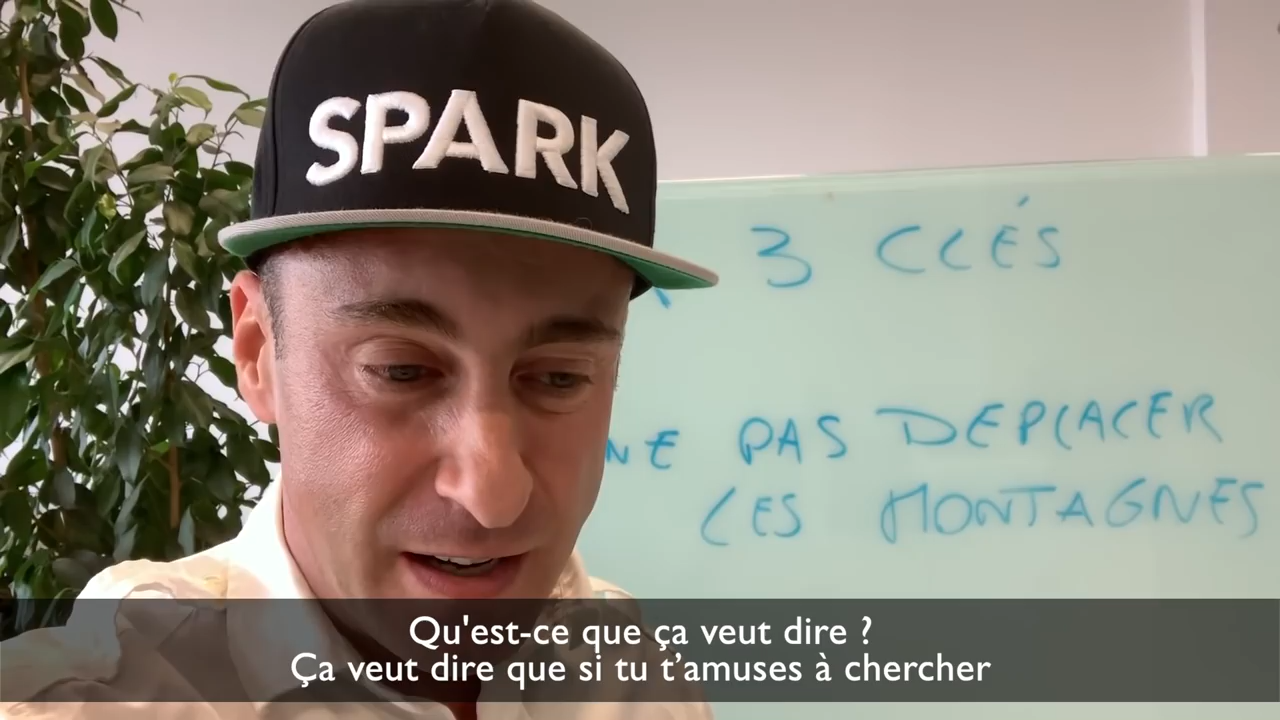 SPARK
3 CLÉS
NE PAS DEPLACER
LES MONTAGNES
Qu'est-ce que ça veut dire ?
Ça veut dire que si tu t’amuses à chercher